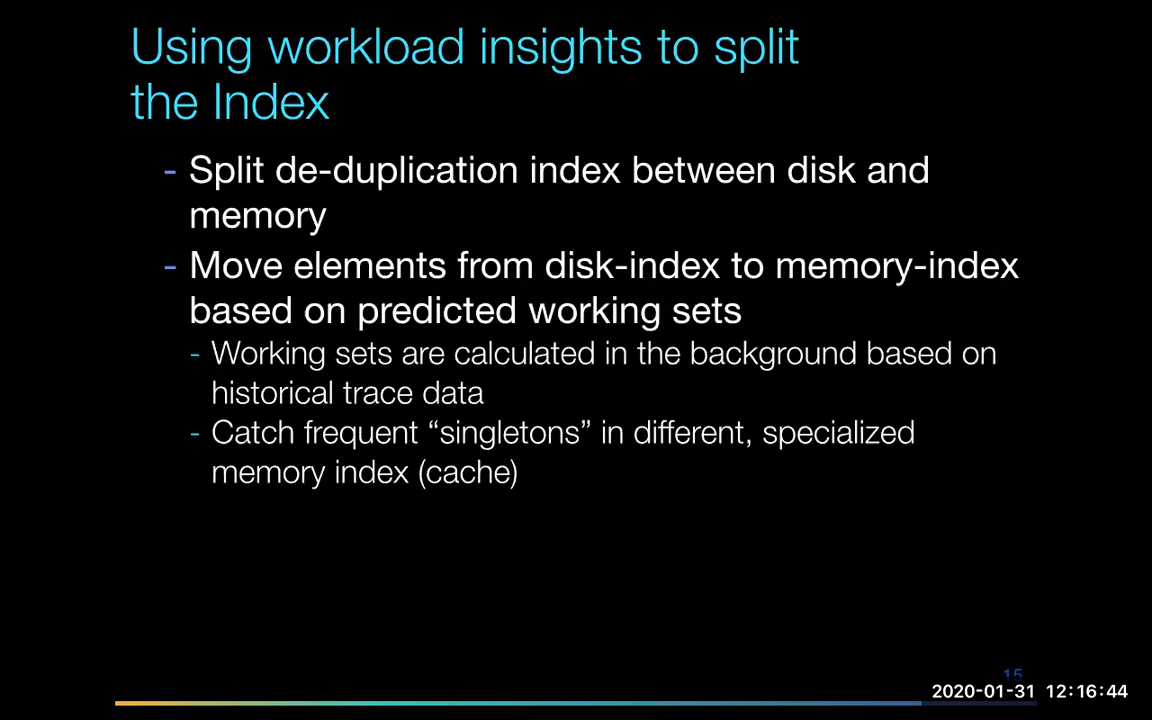 Using workload insights to split
the Index
- Split de-duplication index between disk and
memory
- Move elements from disk-index to memory-index
based on predicted working sets
- Working sets are calculated in the background based on
historical trace data
- Catch frequent “singletons” in different, specialized
memory index (cache)
15
2020-01-31 12:16:44